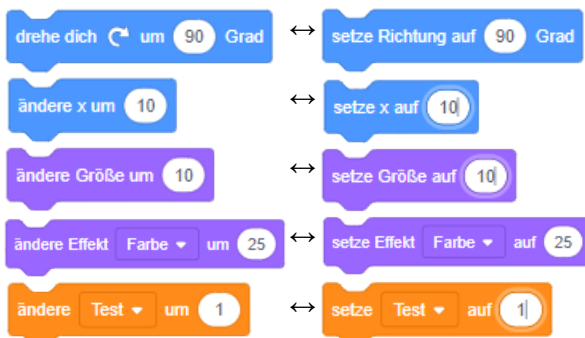 drehe dich um 90 Grad ↔ setze Richtung auf 90 Grad
ändere x um 10 ↔ setze x auf 10
ändere Größe um 10 ↔ setze Größe auf 10
ändere Effekt Farbe um 25 ↔ setze Effekt Farbe auf 25
ändere Test um 1 ↔ setze Test auf 1